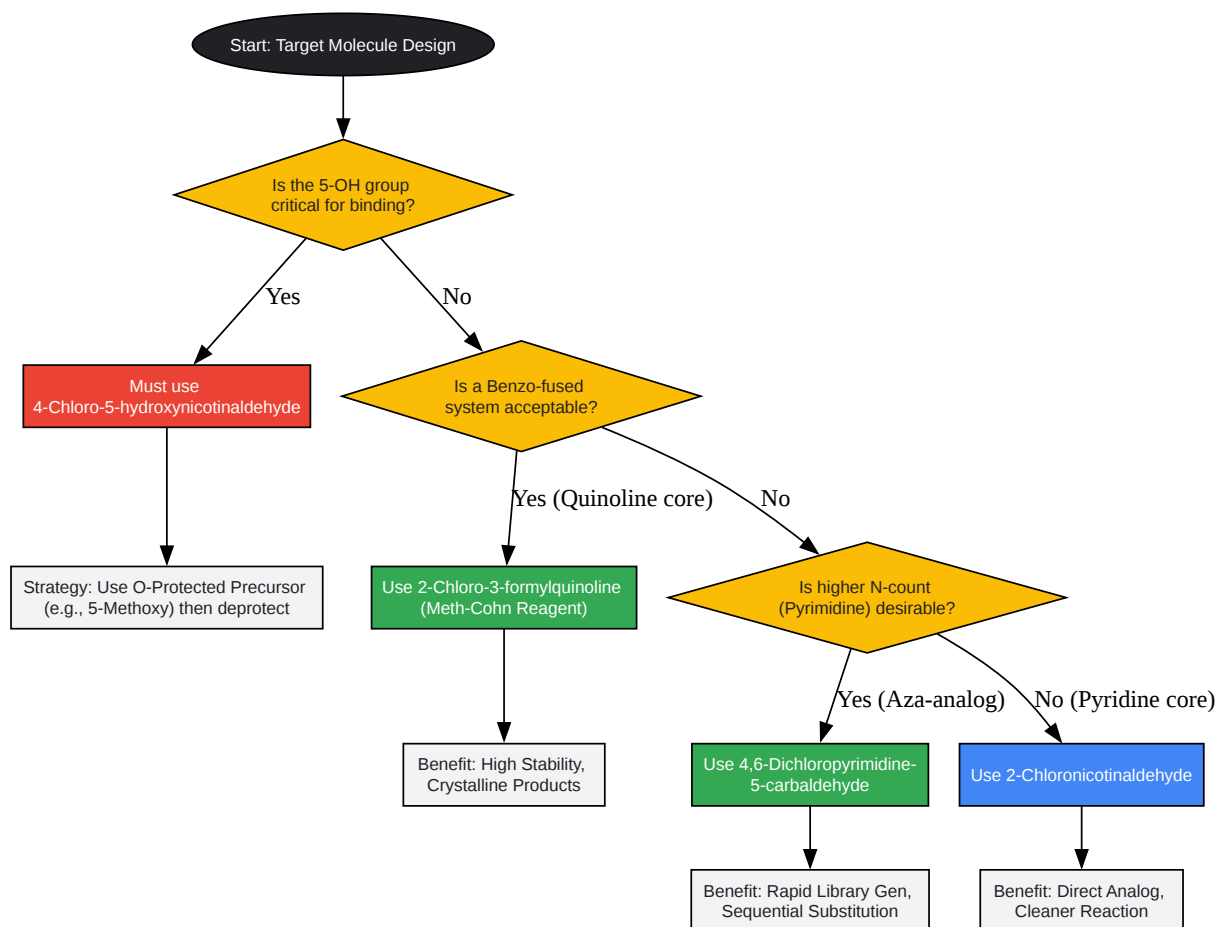 Start: Target Molecule Design
Is the 5-OH group
critical for binding?
Yes
No
Must use
4-Chloro-5-hydroxynicotinaldehyde
Is a Benzo-fused
system acceptable?
Yes (Quinoline core)
No
Strategy: Use O-Protected Precursor
(e.g., 5-Methoxy) then deprotect
Use 2-Chloro-3-formylquinoline
(Meth-Cohn Reagent)
Is higher N-count
(Pyrimidine) desirable?
Yes (Aza-analog)
No (Pyridine core)
Benefit: High Stability,
Crystalline Products
Use 4,6-Dichloropyrimidine-
5-carbaldehyde
Use 2-Chloronicotinaldehyde
Benefit: Rapid Library Gen,
Sequential Substitution
Benefit: Direct Analog,
Cleaner Reaction